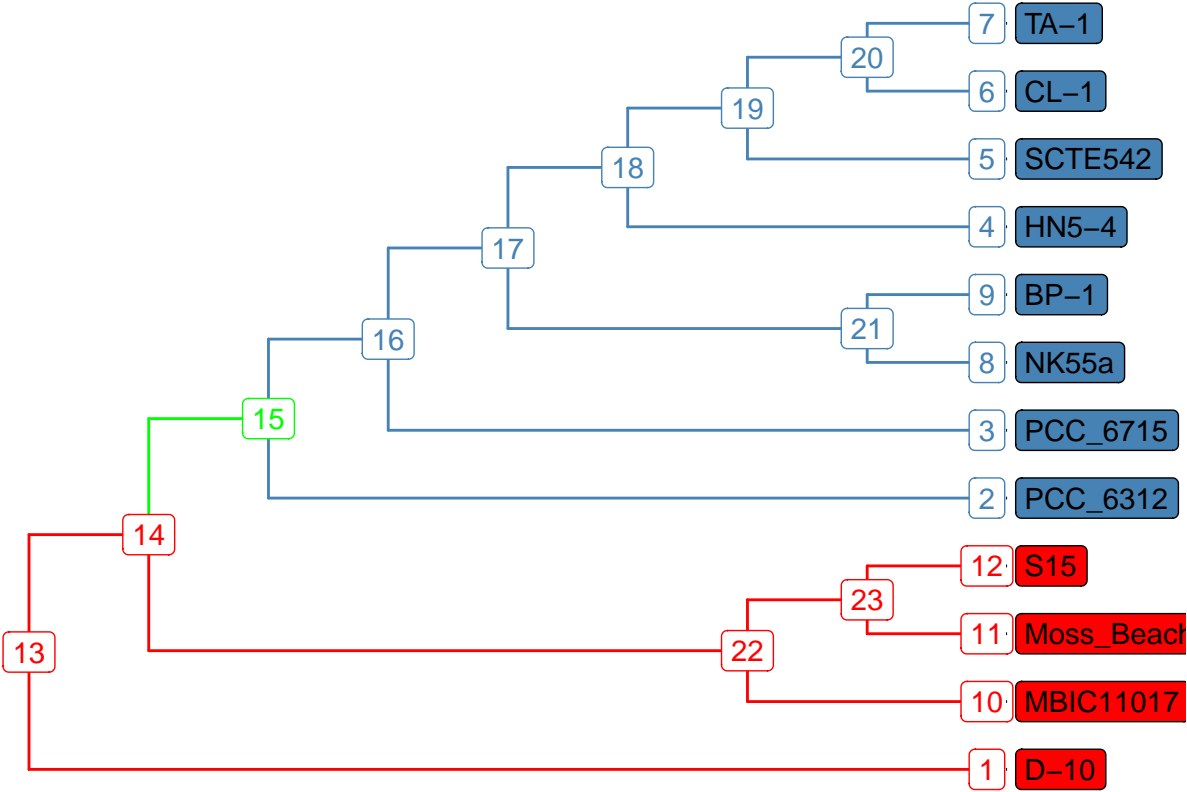 7 TA−1
20
6 CL−1
19
5 SCTE542
18
4 HN5−4
17
9 BP−1
21
8 NK55a
16
3 PCC_6715
15
2 PCC_6312
14
12 S15
23
11 Moss_Beach
13
22
10 MBIC11017
1 D−10